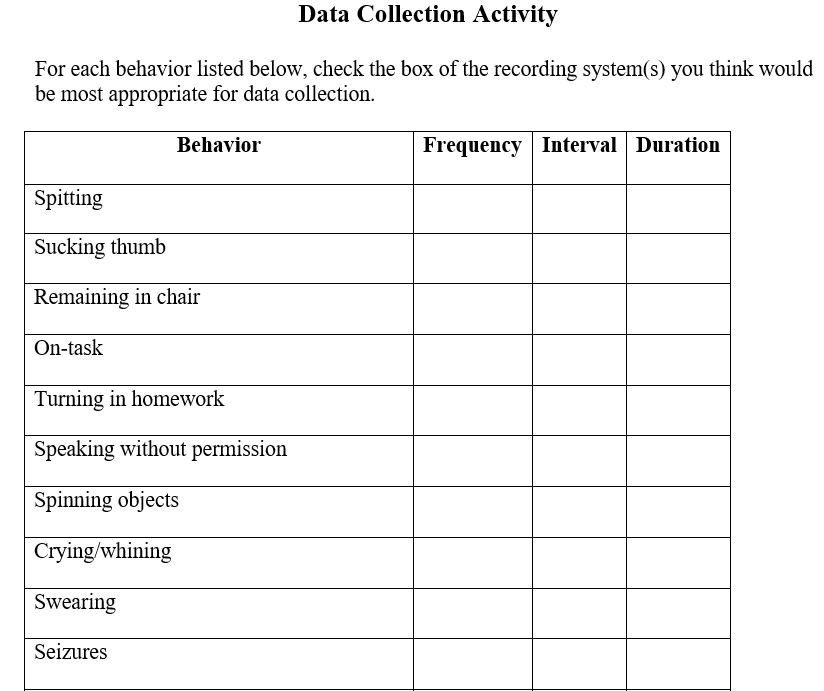 Data Collection Activity
For each behavior listed below, check the box of the recording system(s) you think would
be most appropriate for data collection.
Behavior Frequency Interval Duration
Spitting
Sucking thumb
Remaining in chair
On-task
Turning in homework
Speaking without permission
Spinning objects
Crying/whining
Swearing
Seizures